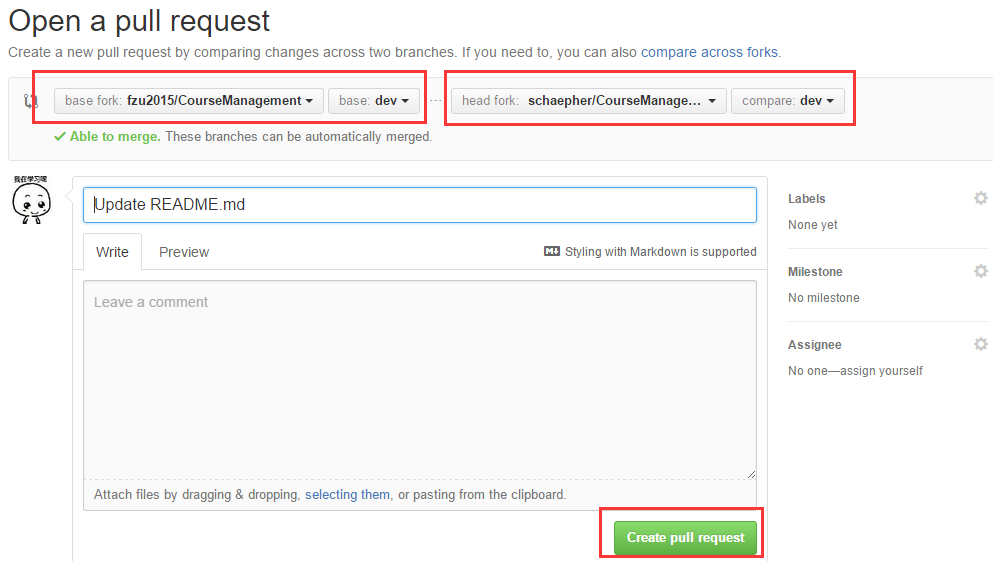 Open a pull request
Create a new pull request by comparing changes across two branches. If you need to, you can also compare across forks.
base fork: fzu2015/CourseManagement base: dev ... head fork: schaepher/CourseManage... compare: dev
Able to merge. These branches can be automatically merged.
我在学习呢
Update README.md
Write Preview Styling with Markdown is supported
Leave a comment
Attach files by dragging & dropping, selecting them, or pasting from the clipboard.
Create pull request
Labels
None yet
Milestone
No milestone
Assignee
No one—assign yourself